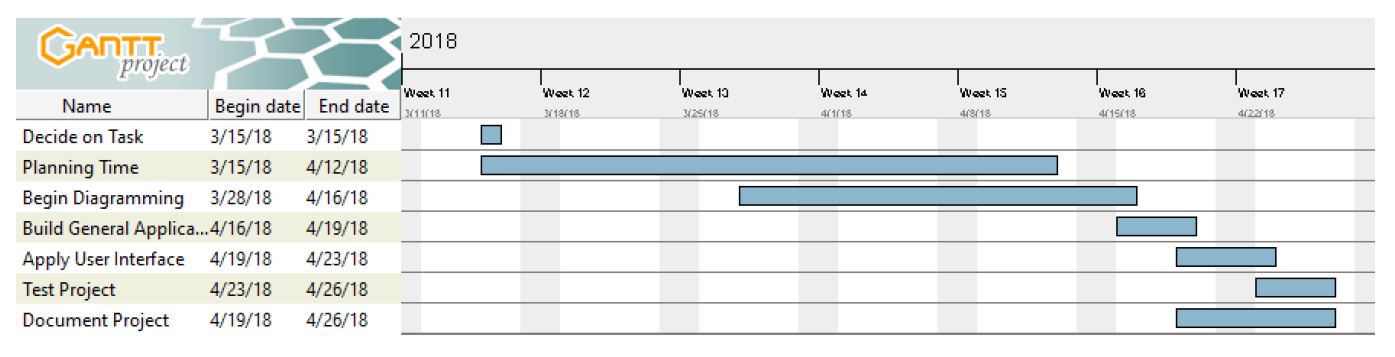 GANTT
project
2018
Week 11 Week 12 Week 13 Week 14 Week 15 Week 16 Week 17
3/11/18 3/18/18 3/25/18 4/1/18 4/8/18 4/15/18 4/22/18
Name Begin date End date
Decide on Task 3/15/18 3/15/18
Planning Time 3/15/18 4/12/18
Begin Diagramming 3/28/18 4/16/18
Build General Applica...4/16/18 4/19/18
Apply User Interface 4/19/18 4/23/18
Test Project 4/23/18 4/26/18
Document Project 4/19/18 4/26/18